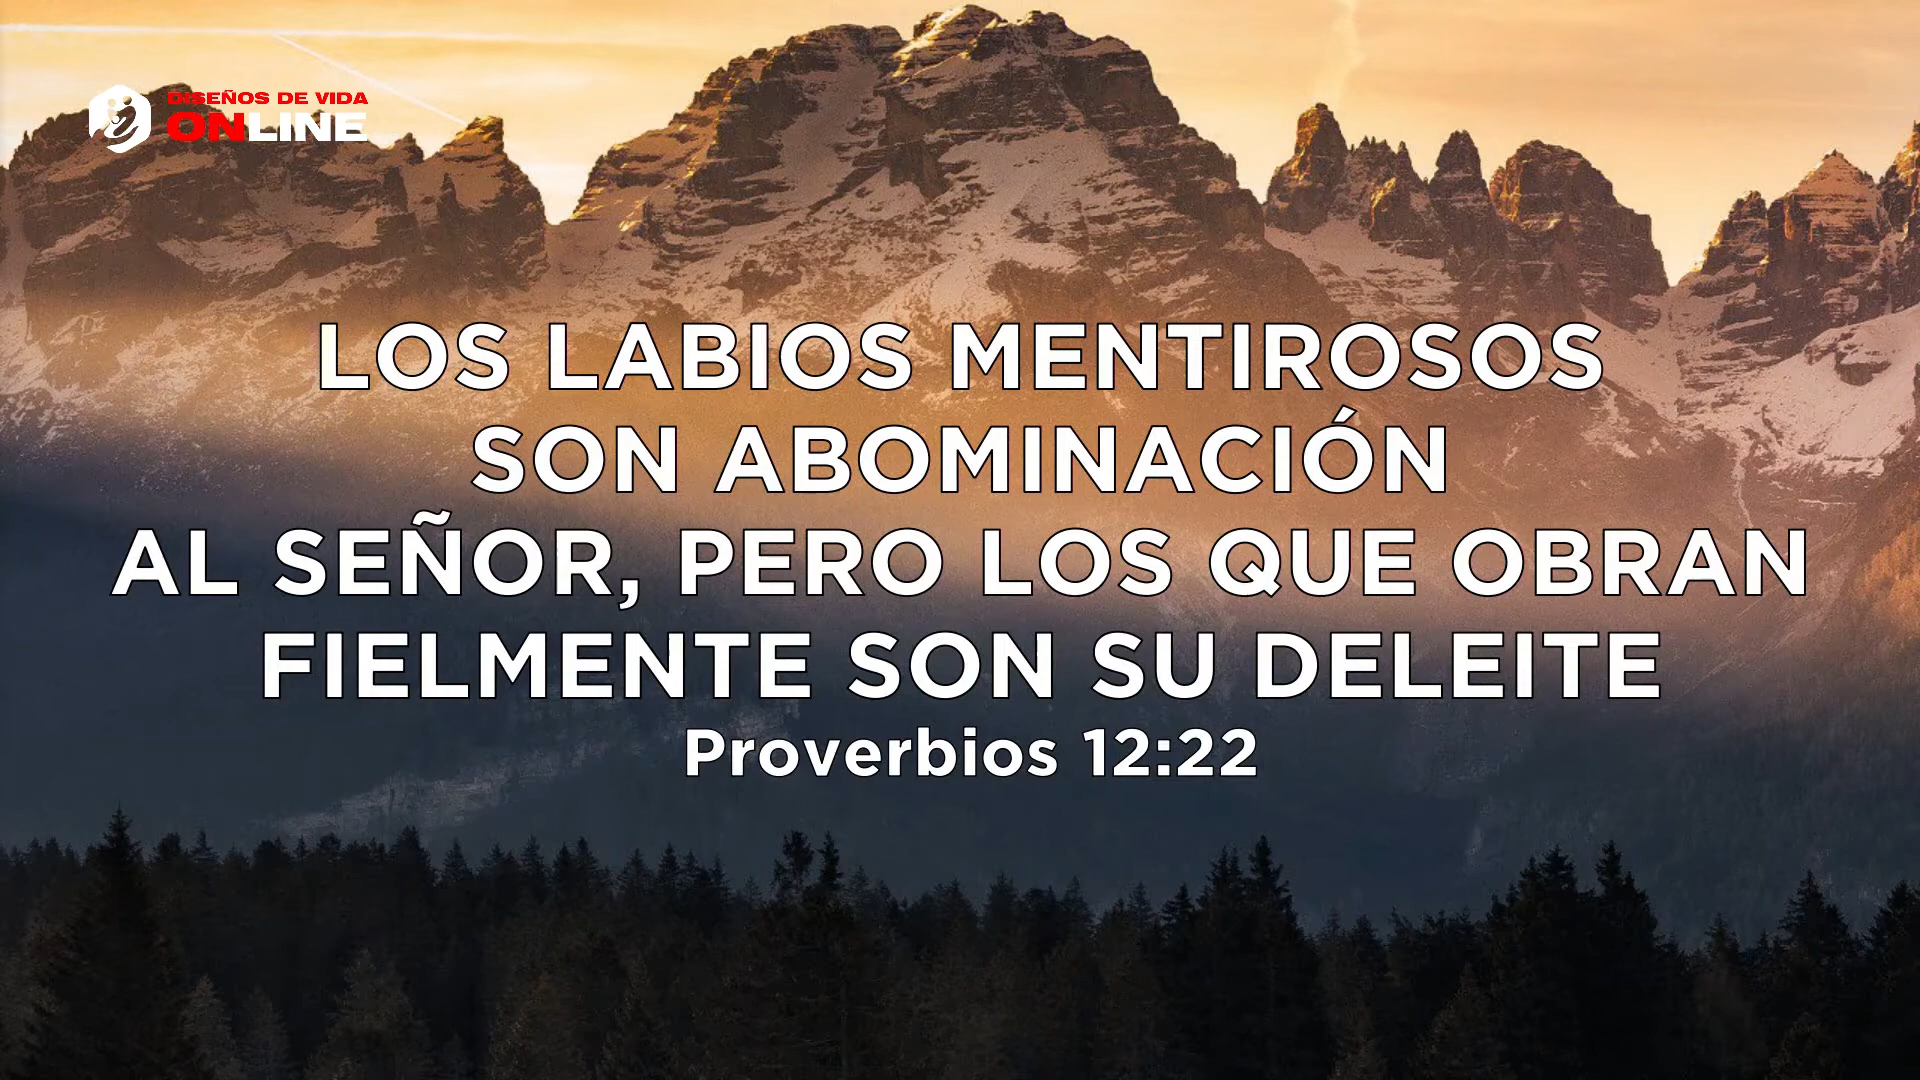 DISEÑOS DE VIDA
ONLINE
LOS LABIOS MENTIROSOS
SON ABOMINACIÓN
AL SEÑOR, PERO LOS QUE OBRAN
FIELMENTE SON SU DELEITE
Proverbios 12:22